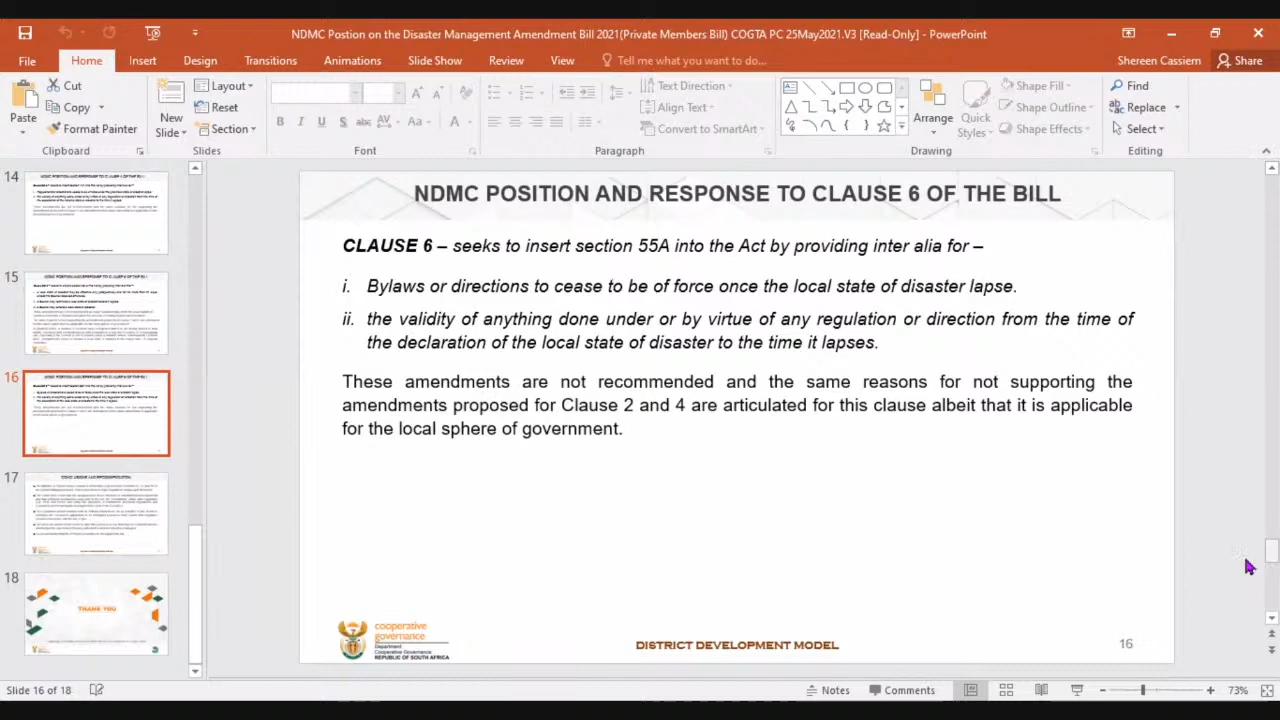 NDMC Postion on the Disaster Management Amendment Bill 2021(Private Members Bill) COGTA PC 25May2021.V3 [Read-Only] - PowerPoint
File Home Insert Design Transitions Animations Slide Show Review View Tell me what you want to do... Shereen Cassiem Share
Paste
Cut
Copy
Format Painter
Clipboard
New
Slide
Layout
Reset
Section
Slides
B I U S abc AV Aa A
Font
Text Direction
Align Text
Convert to SmartArt
Paragraph
Arrange
Quick
Styles
Shape Fill
Shape Outline
Shape Effects
Drawing
Find
Replace
Select
Editing
14
15
16
17
18
THANK YOU
NDMC POSITION AND RESPONSE TO CLAUSE 6 OF THE BILL
CLAUSE 6 – seeks to insert section 55A into the Act by providing inter alia for –
i. Bylaws or directions to cease to be of force once the local state of disaster lapse.
ii. the validity of anything done under or by virtue of any regulation or direction from the time of
the declaration of the local state of disaster to the time it lapses.
These amendments are not recommended and the same reasons for not supporting the
amendments proposed in Clause 2 and 4 are articulated for this clause albeit that it is applicable
for the local sphere of government.
cooperative
governance
Department:
Cooperative Governance
REPUBLIC OF SOUTH AFRICA
DISTRICT DEVELOPMENT MODEL
16
Slide 16 of 18
Notes Comments 73%